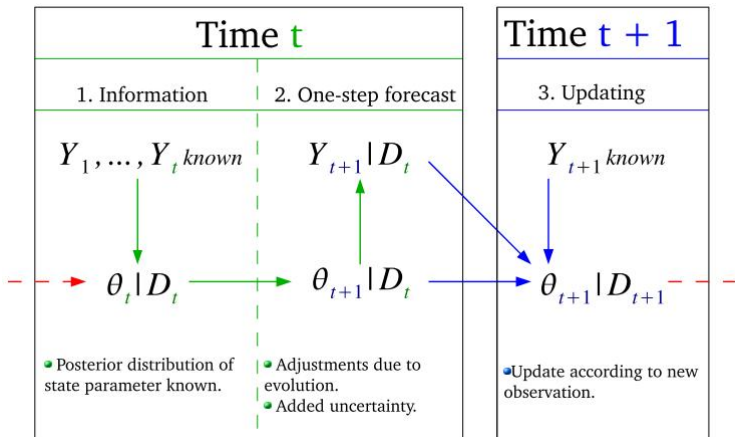 Time t
Time t + 1
1. Information
2. One-step forecast
3. Updating
Y₁ , ... , Yₜ known
Yₜ₊₁ | Dₜ
Yₜ₊₁ known
θₜ | Dₜ
θₜ₊₁ | Dₜ
θₜ₊₁ | Dₜ₊₁
Posterior distribution of
state parameter known.
Adjustments due to
evolution.
Added uncertainty.
Update according to new
observation.